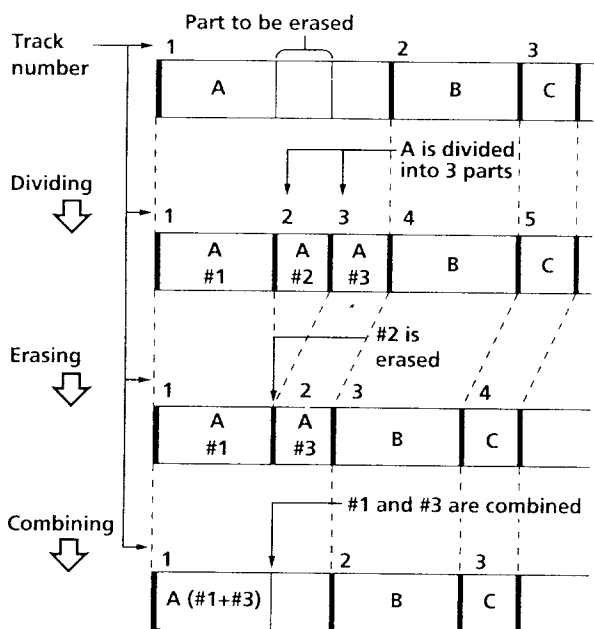 Part to be erased
Track number
1 2 3
A B C
A is divided into 3 parts
Dividing
1 2 3 4 5
A #1 A #2 A #3 B C
#2 is erased
Erasing
1 2 3 4
A #1 A #3 B C
#1 and #3 are combined
Combining
1 2 3
A (#1+#3) B C